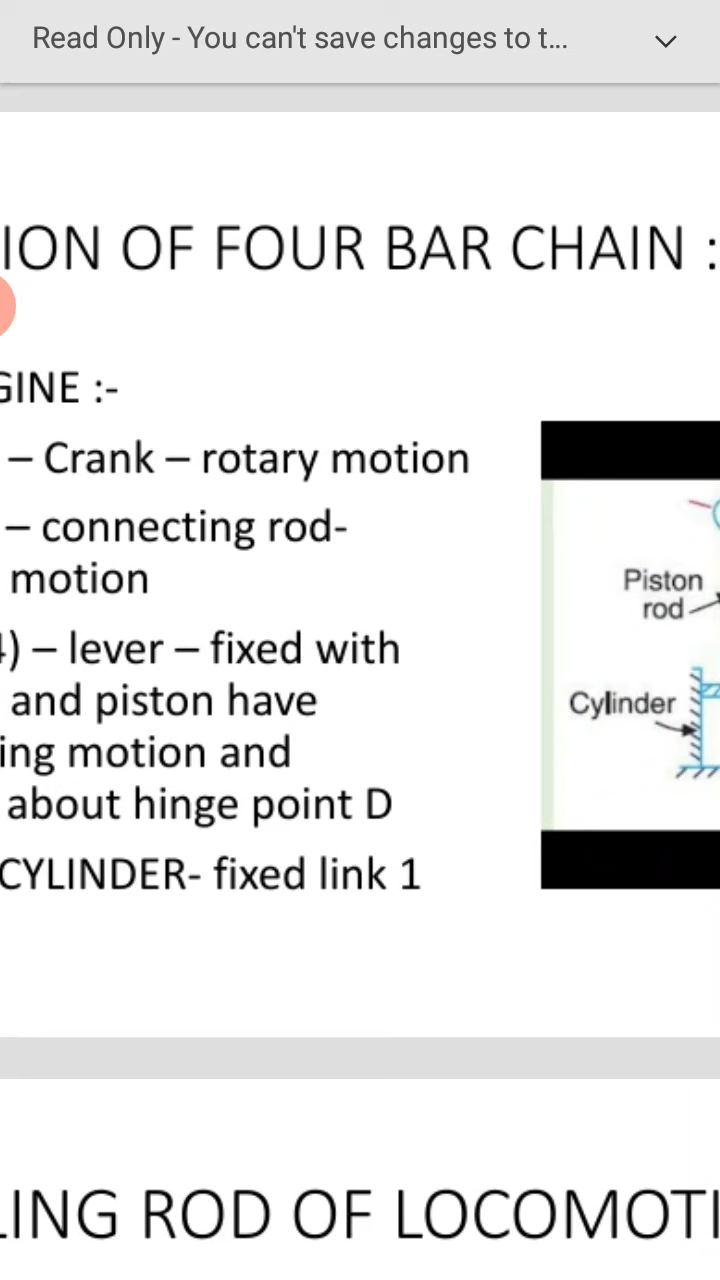 Read Only - You can't save changes to t...
ION OF FOUR BAR CHAIN :
GINE :-
– Crank – rotary motion
– connecting rod-
motion
4) – lever – fixed with
and piston have
ing motion and
about hinge point D
Piston
rod
Cylinder
CYLINDER- fixed link 1
LING ROD OF LOCOMOTI